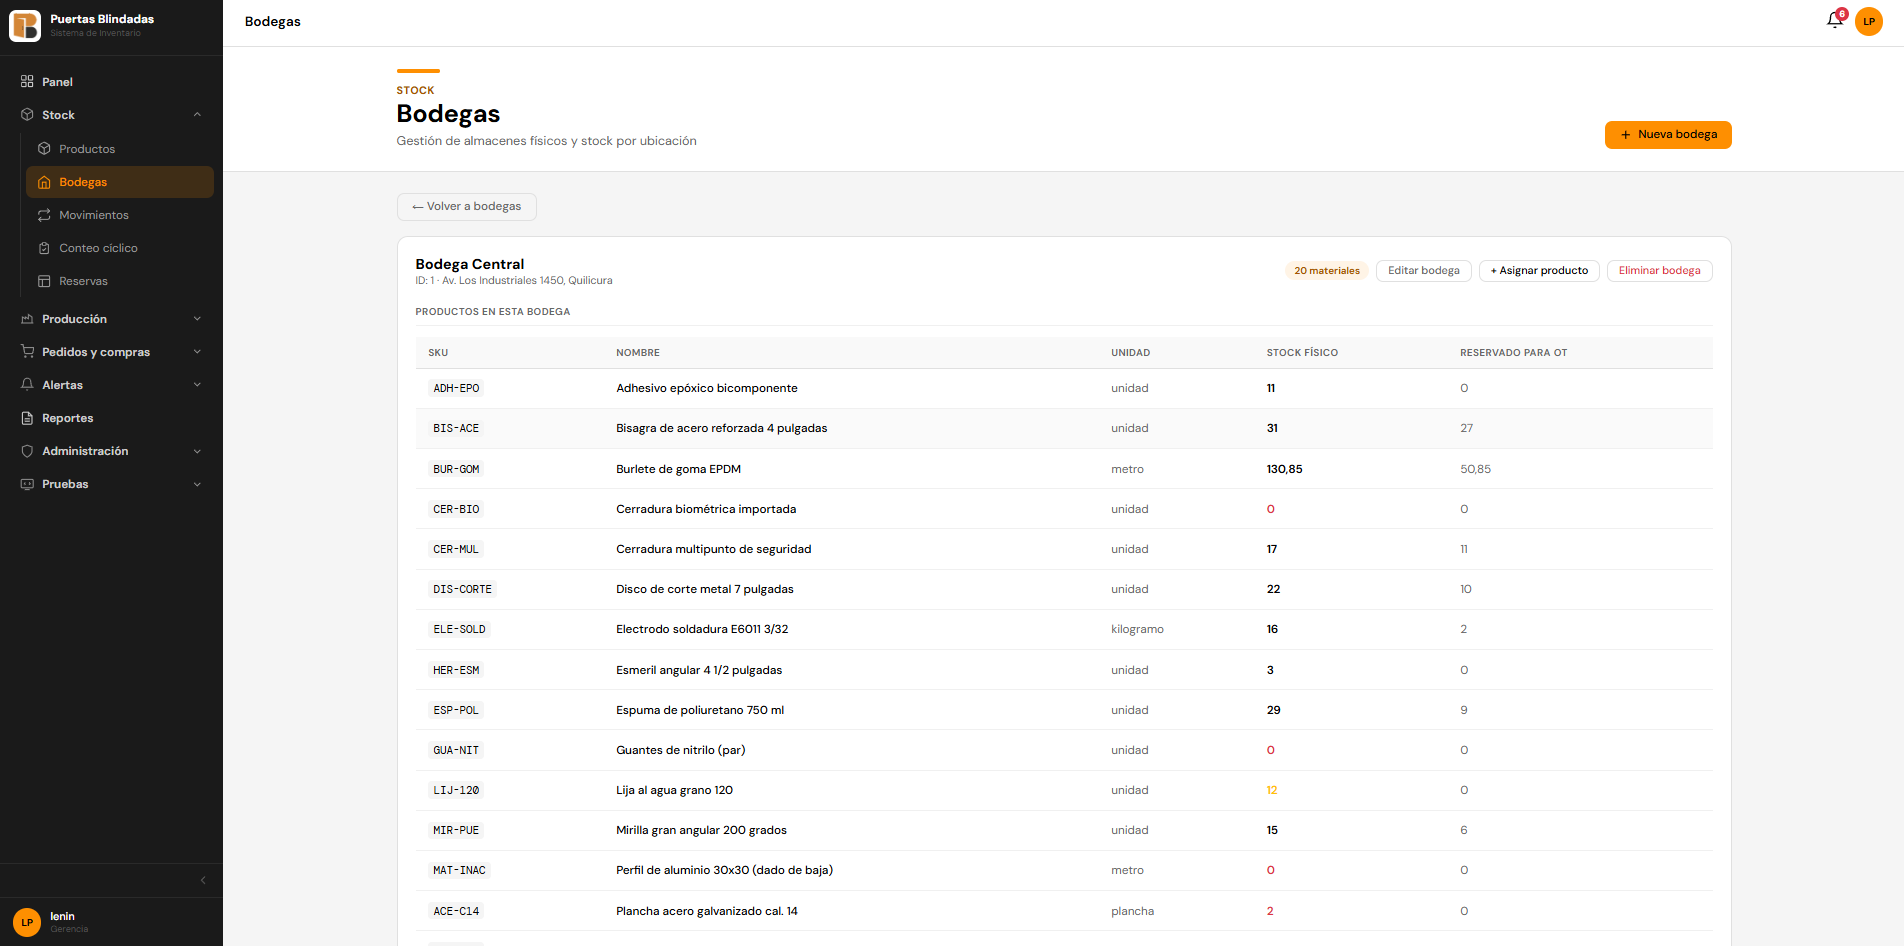 Puertas Blindadas
Sistema de Inventario
Panel
Stock
Productos
Bodegas
Movimientos
Conteo cíclico
Reservas
Producción
Pedidos y compras
Alertas
Reportes
Administración
Pruebas
LP
lenin
Gerencia
Bodegas
6
LP
STOCK
Bodegas
Gestión de almacenes físicos y stock por ubicación
+ Nueva bodega
← Volver a bodegas
Bodega Central
ID: 1 · Av. Los Industriales 1450, Quilicura
20 materiales
Editar bodega
+ Asignar producto
Eliminar bodega
PRODUCTOS EN ESTA BODEGA
SKU NOMBRE UNIDAD STOCK FÍSICO RESERVADO PARA OT
ADH-EPO Adhesivo epóxico bicomponente unidad 11 0
BIS-ACE Bisagra de acero reforzada 4 pulgadas unidad 31 27
BUR-GOM Burlete de goma EPDM metro 130,85 50,85
CER-BIO Cerradura biométrica importada unidad 0 0
CER-MUL Cerradura multipunto de seguridad unidad 17 11
DIS-CORTE Disco de corte metal 7 pulgadas unidad 22 10
ELE-SOLD Electrodo soldadura E6011 3/32 kilogramo 16 2
HER-ESM Esmeril angular 4 1/2 pulgadas unidad 3 0
ESP-POL Espuma de poliuretano 750 ml unidad 29 9
GUA-NIT Guantes de nitrilo (par) unidad 0 0
LIJ-120 Lija al agua grano 120 unidad 12 0
MIR-PUE Mirilla gran angular 200 grados unidad 15 6
MAT-INAC Perfil de aluminio 30x30 (dado de baja) metro 0 0
ACE-C14 Plancha acero galvanizado cal. 14 plancha 2 0